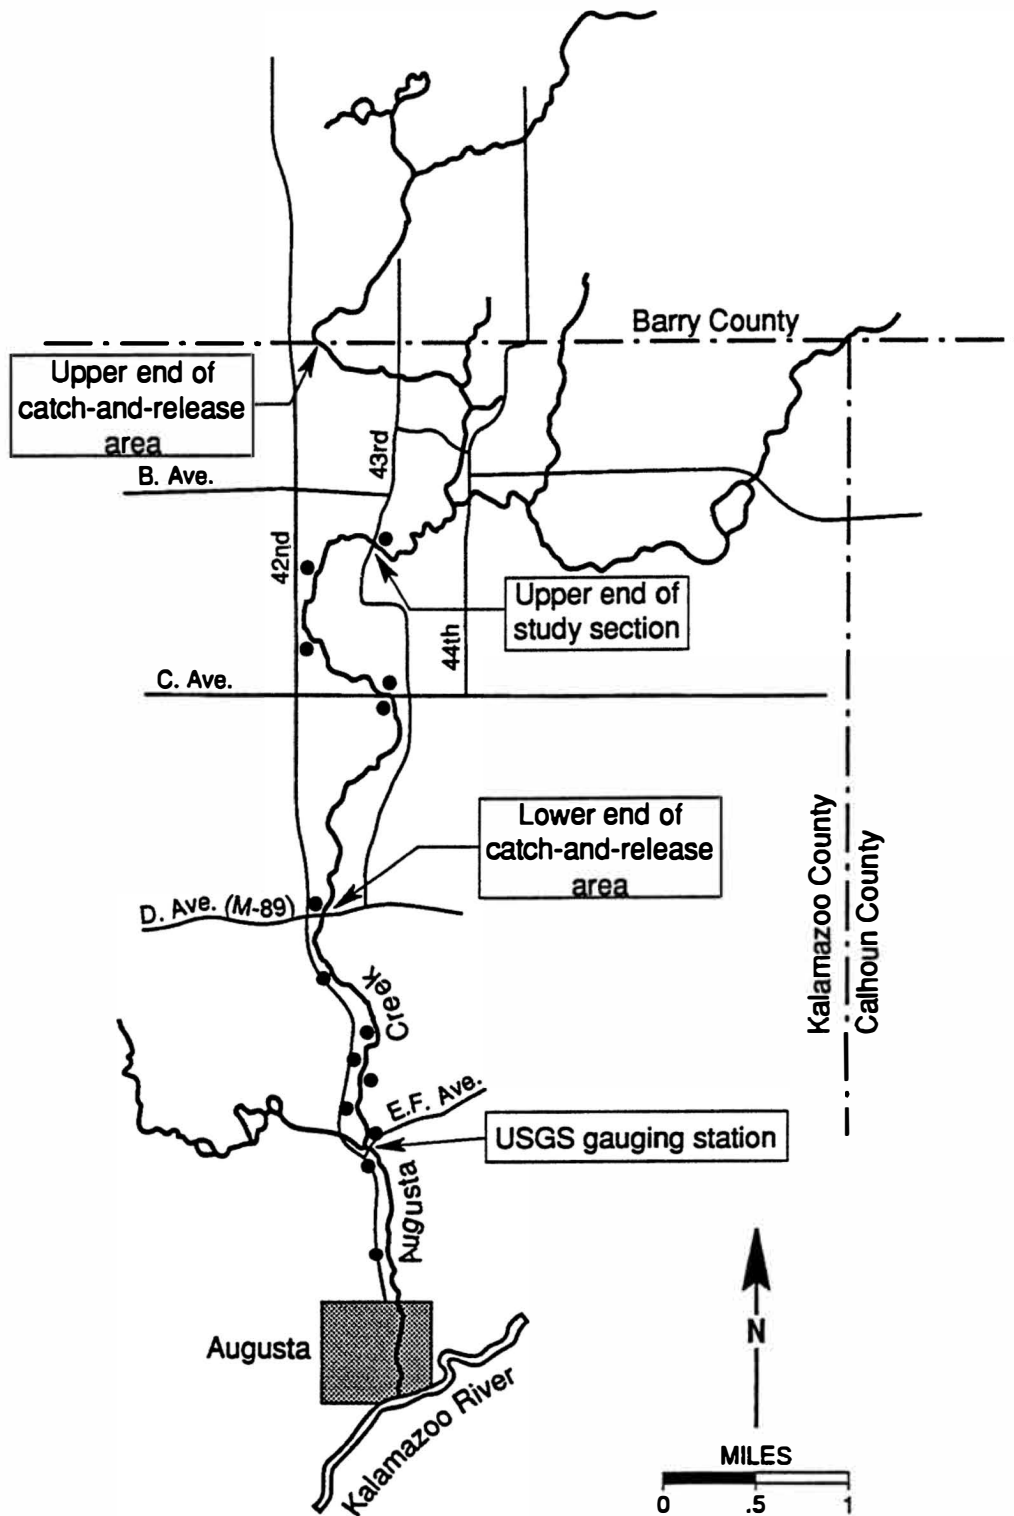 Barry County
Upper end of
catch-and-release
area
43rd
B. Ave.
42nd
Upper end of
study section
44th
C. Ave.
Lower end of
catch-and-release
area
Kalamazoo County
Calhoun County
D. Ave. (M-89)
Creek
E.F. Ave.
USGS gauging station
Augusta
N
Augusta
Kalamazoo River
MILES
0 .5 1